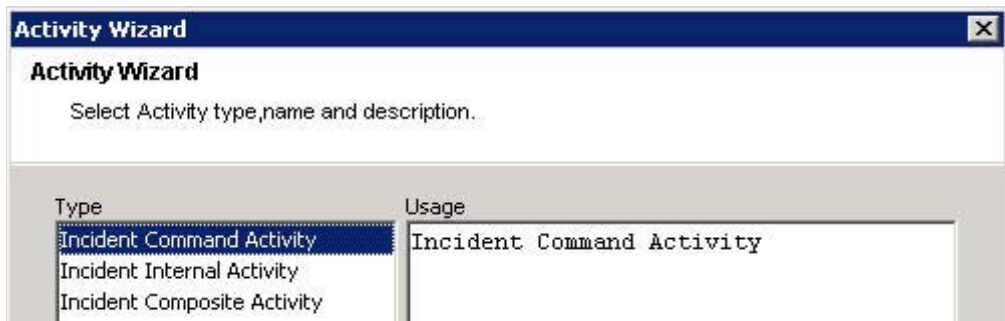 Activity Wizard
Activity Wizard
Select Activity type,name and description.
Type
Usage
Incident Command Activity
Incident Command Activity
Incident Internal Activity
Incident Composite Activity